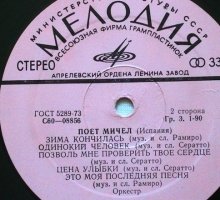 МИНИСТЕРСТВО КУЛЬТУРЫ СССР
МЕЛОДИЯ
ВСЕСОЮЗНАЯ ФИРМА ГРАМПЛАСТИНОК
СТЕРЕО
33
АПРЕЛЕВСКИЙ ОРДЕНА ЛЕНИНА ЗАВОД
ГОСТ 5289-73
С60—08856
2 сторона
Гр. 3. 1-90
ПОЕТ МИЧЕЛ (Испания)
ЗИМА КОНЧИЛАСЬ (муз. и сл. Рамиро)
ОДИНОКИЙ ЧЕЛОВЕК (муз. и сл. Сератто)
ПОЗВОЛЬ МНЕ ПРОВЕРИТЬ ТВОЕ СЕРДЦЕ
(муз. и сл. Сератто)
ЦЕНА УЛЫБКИ (муз. и сл. Сератто)
ЭТО МОЯ ПОСЛЕДНЯЯ ПЕСНЯ
(муз. и сл. Рамиро)
Оркестр